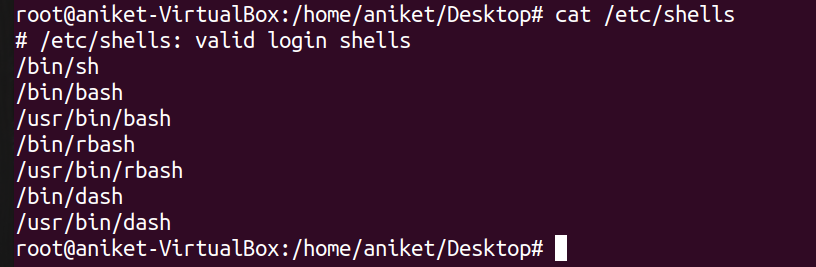 root@aniket-VirtualBox:/home/aniket/Desktop# cat /etc/shells
# /etc/shells: valid login shells
/bin/sh
/bin/bash
/usr/bin/bash
/bin/rbash
/usr/bin/rbash
/bin/dash
/usr/bin/dash
root@aniket-VirtualBox:/home/aniket/Desktop#